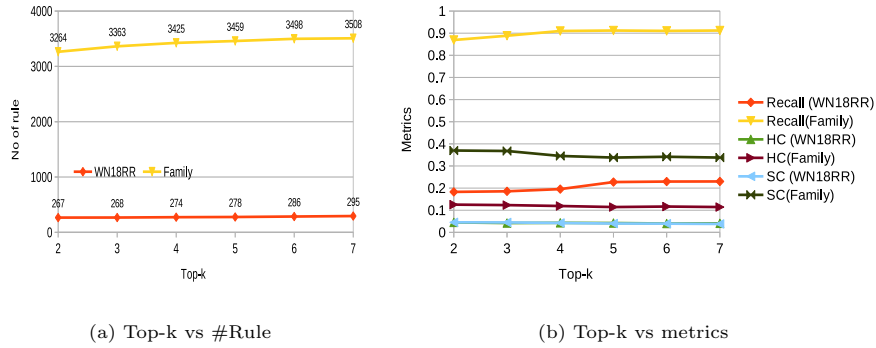 4000
3000
2000
1000
0
No of rule
3264
3363
3425
3459
3498
3508
WN18RR
Family
267
268
274
278
286
295
2 3 4 5 6 7
Top-k
(a) Top-k vs #Rule
1
0.9
0.8
0.7
0.6
0.5
0.4
0.3
0.2
0.1
0
Metrics
2 3 4 5 6 7
Top-k
Recall (WN18RR)
Recall(Family)
HC (WN18RR)
HC(Family)
SC (WN18RR)
SC(Family)
(b) Top-k vs metrics